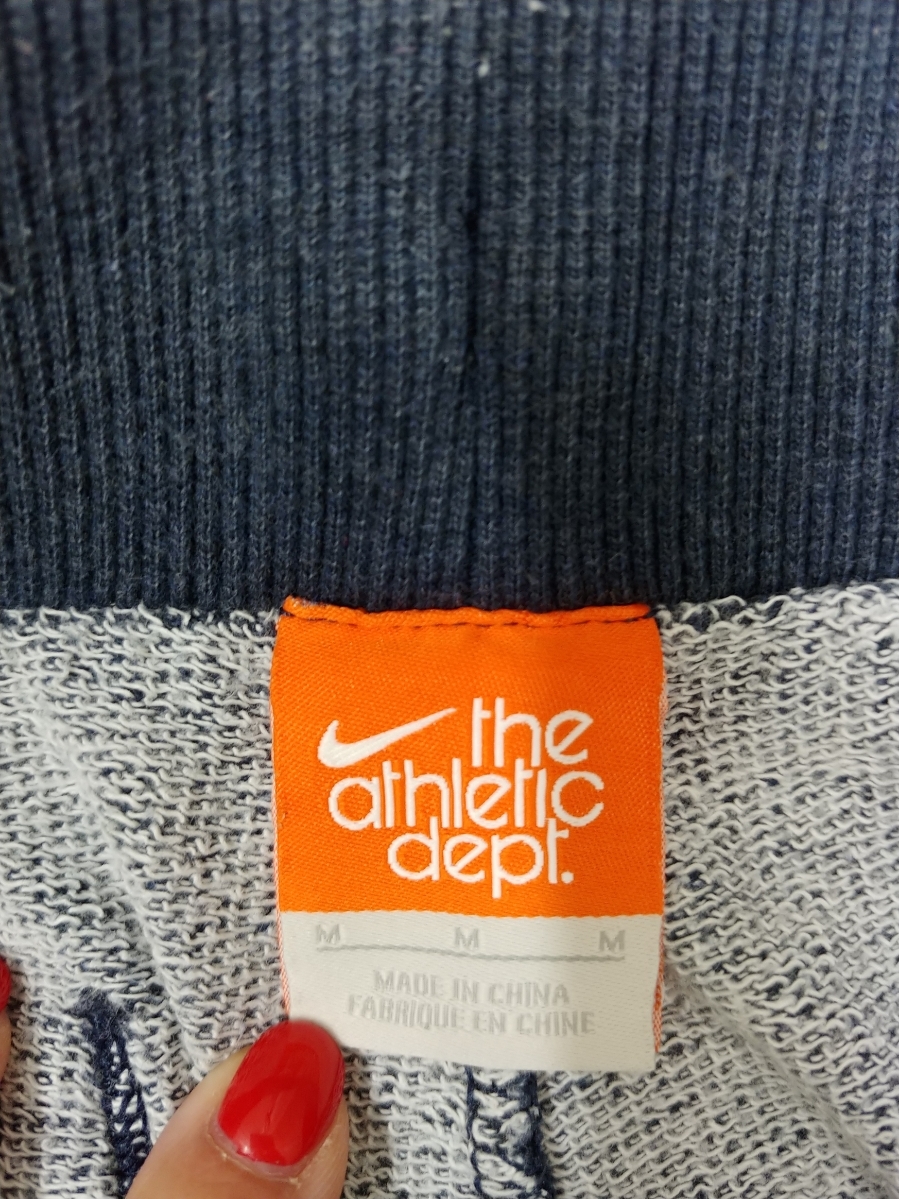 the
athletic
dept.
M M M
MADE IN CHINA
FABRIQUE EN CHINE